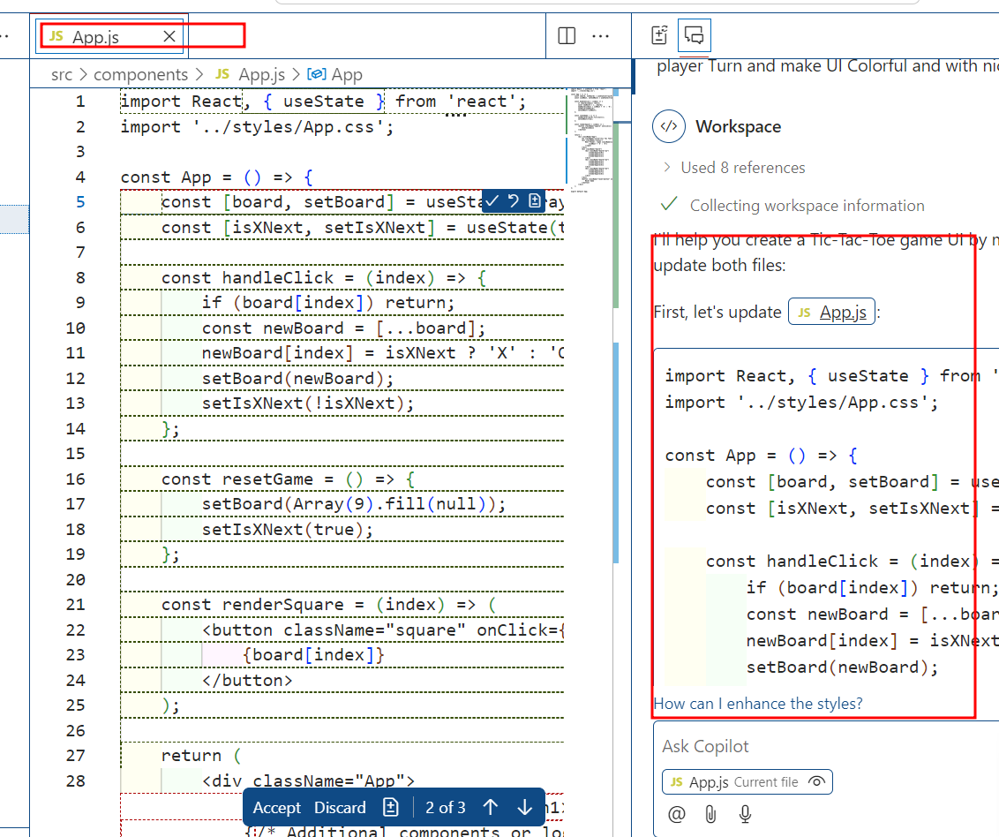 JS App.js
src > components > JS App.js > App
1 import React, { useState } from 'react';
2 import '../styles/App.css';
3
4 const App = () => {
5 const [board, setBoard] = useSta ray
6 const [isXNext, setIsXNext] = useState(t
7
8 const handleClick = (index) => {
9 if (board[index]) return;
10 const newBoard = [...board];
11 newBoard[index] = isXNext ? 'X' : 'O
12 setBoard(newBoard);
13 setIsXNext(!isXNext);
14 };
15
16 const resetGame = () => {
17 setBoard(Array(9).fill(null));
18 setIsXNext(true);
19 };
20
21 const renderSquare = (index) => (
22 <button className="square" onClick={
23 {board[index]}
24 </button>
25 );
26
27 return (
28 <div className="App">
h1>
{/* Additional components or lo
Accept Discard 2 of 3
player Turn and make UI Colorful and with nic
Workspace
> Used 8 references
Collecting workspace information
I'll help you create a Tic-Tac-Toe game UI by m
update both files:
First, let's update JS App.js:
import React, { useState } from '
import '../styles/App.css';
const App = () => {
const [board, setBoard] = use
const [isXNext, setIsXNext] =
const handleClick = (index) =
if (board[index]) return;
const newBoard = [...boar
newBoard[index] = isXNext
setBoard(newBoard);
How can I enhance the styles?
Ask Copilot
JS App.js Current file
@